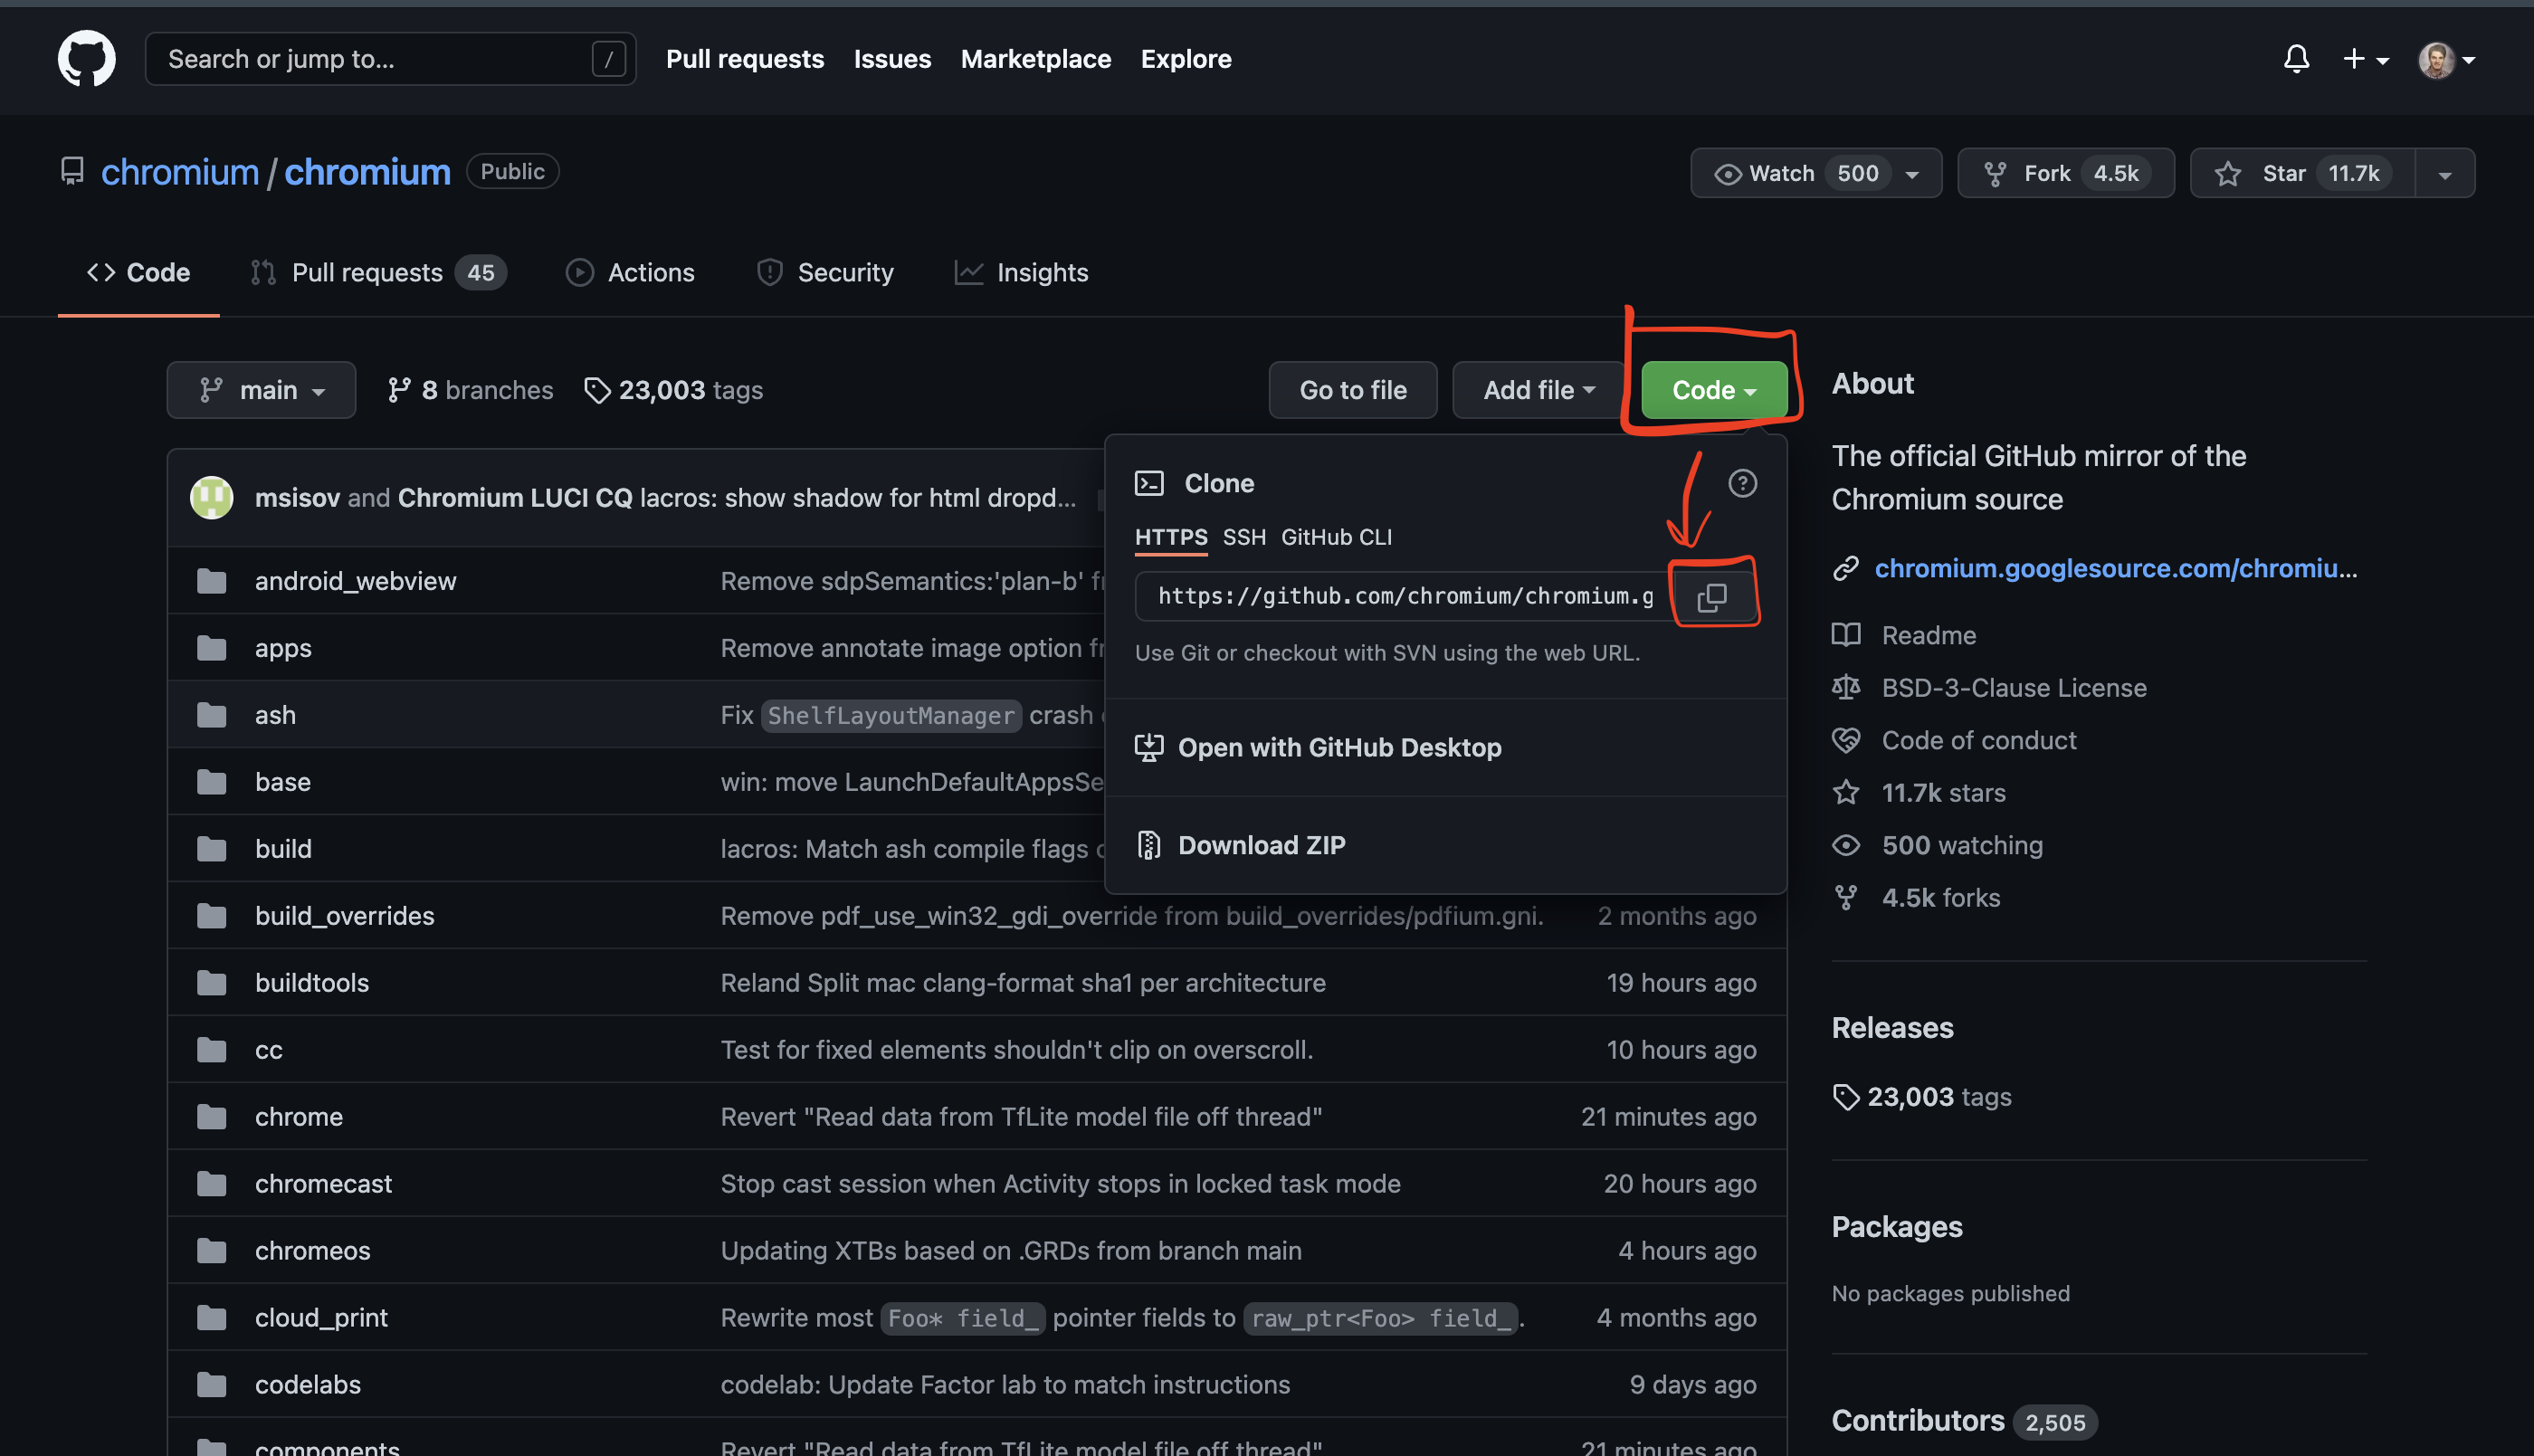 Search or jump to... /
Pull requests Issues Marketplace Explore
chromium / chromium Public
Watch 500
Fork 4.5k
Star 11.7k
Code
Pull requests 45
Actions
Security
Insights
main
8 branches
23,003 tags
Go to file
Add file
Code
msisov and Chromium LUCI CQ lacros: show shadow for html dropd...
Clone
HTTPS SSH GitHub CLI
https://github.com/chromium/chromium.g
Use Git or checkout with SVN using the web URL.
Open with GitHub Desktop
Download ZIP
android_webview Remove sdpSemantics:'plan-b' f
apps Remove annotate image option f
ash Fix ShelfLayoutManager crash
base win: move LaunchDefaultAppsSe
build lacros: Match ash compile flags
build_overrides Remove pdf_use_win32_gdi_override from build_overrides/pdfium.gni. 2 months ago
buildtools Reland Split mac clang-format sha1 per architecture 19 hours ago
cc Test for fixed elements shouldn't clip on overscroll. 10 hours ago
chrome Revert "Read data from TfLite model file off thread" 21 minutes ago
chromecast Stop cast session when Activity stops in locked task mode 20 hours ago
chromeos Updating XTBs based on .GRDs from branch main 4 hours ago
cloud_print Rewrite most Foo* field_ pointer fields to raw_ptr<Foo> field_. 4 months ago
codelabs codelab: Update Factor lab to match instructions 9 days ago
components Revert "Read data from TfLite model file off thread" 21 minutes ago
About
The official GitHub mirror of the
Chromium source
chromium.googlesource.com/chromiu...
Readme
BSD-3-Clause License
Code of conduct
11.7k stars
500 watching
4.5k forks
Releases
23,003 tags
Packages
No packages published
Contributors 2,505